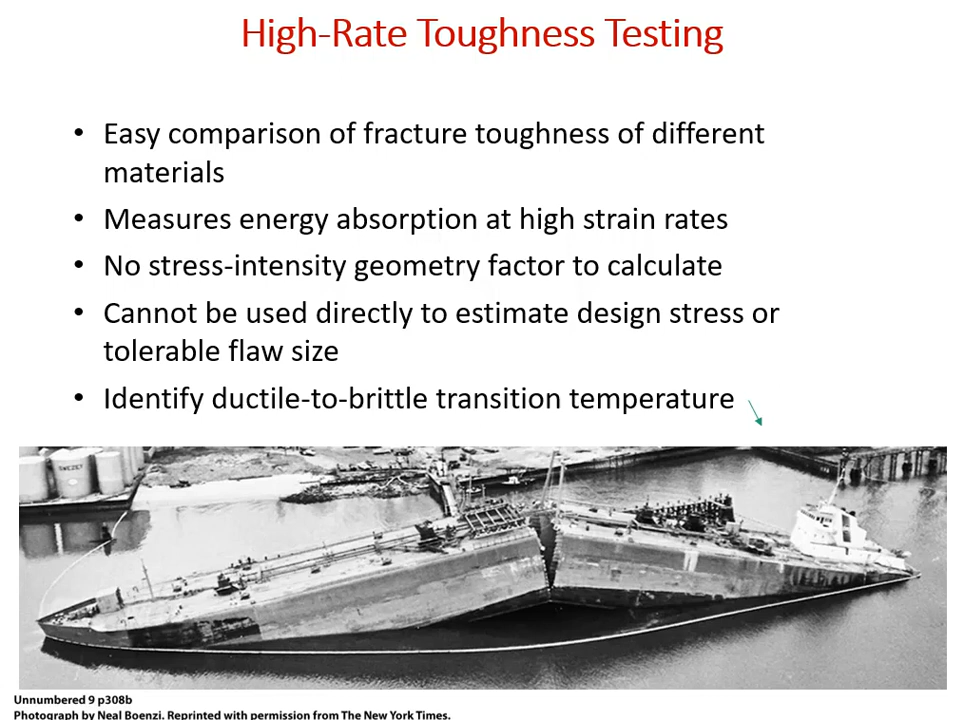 High-Rate Toughness Testing
• Easy comparison of fracture toughness of different
materials
• Measures energy absorption at high strain rates
• No stress-intensity geometry factor to calculate
• Cannot be used directly to estimate design stress or
tolerable flaw size
• Identify ductile-to-brittle transition temperature
Unnumbered 9 p308b
Photograph by Neal Boenzi. Reprinted with permission from The New York Times.